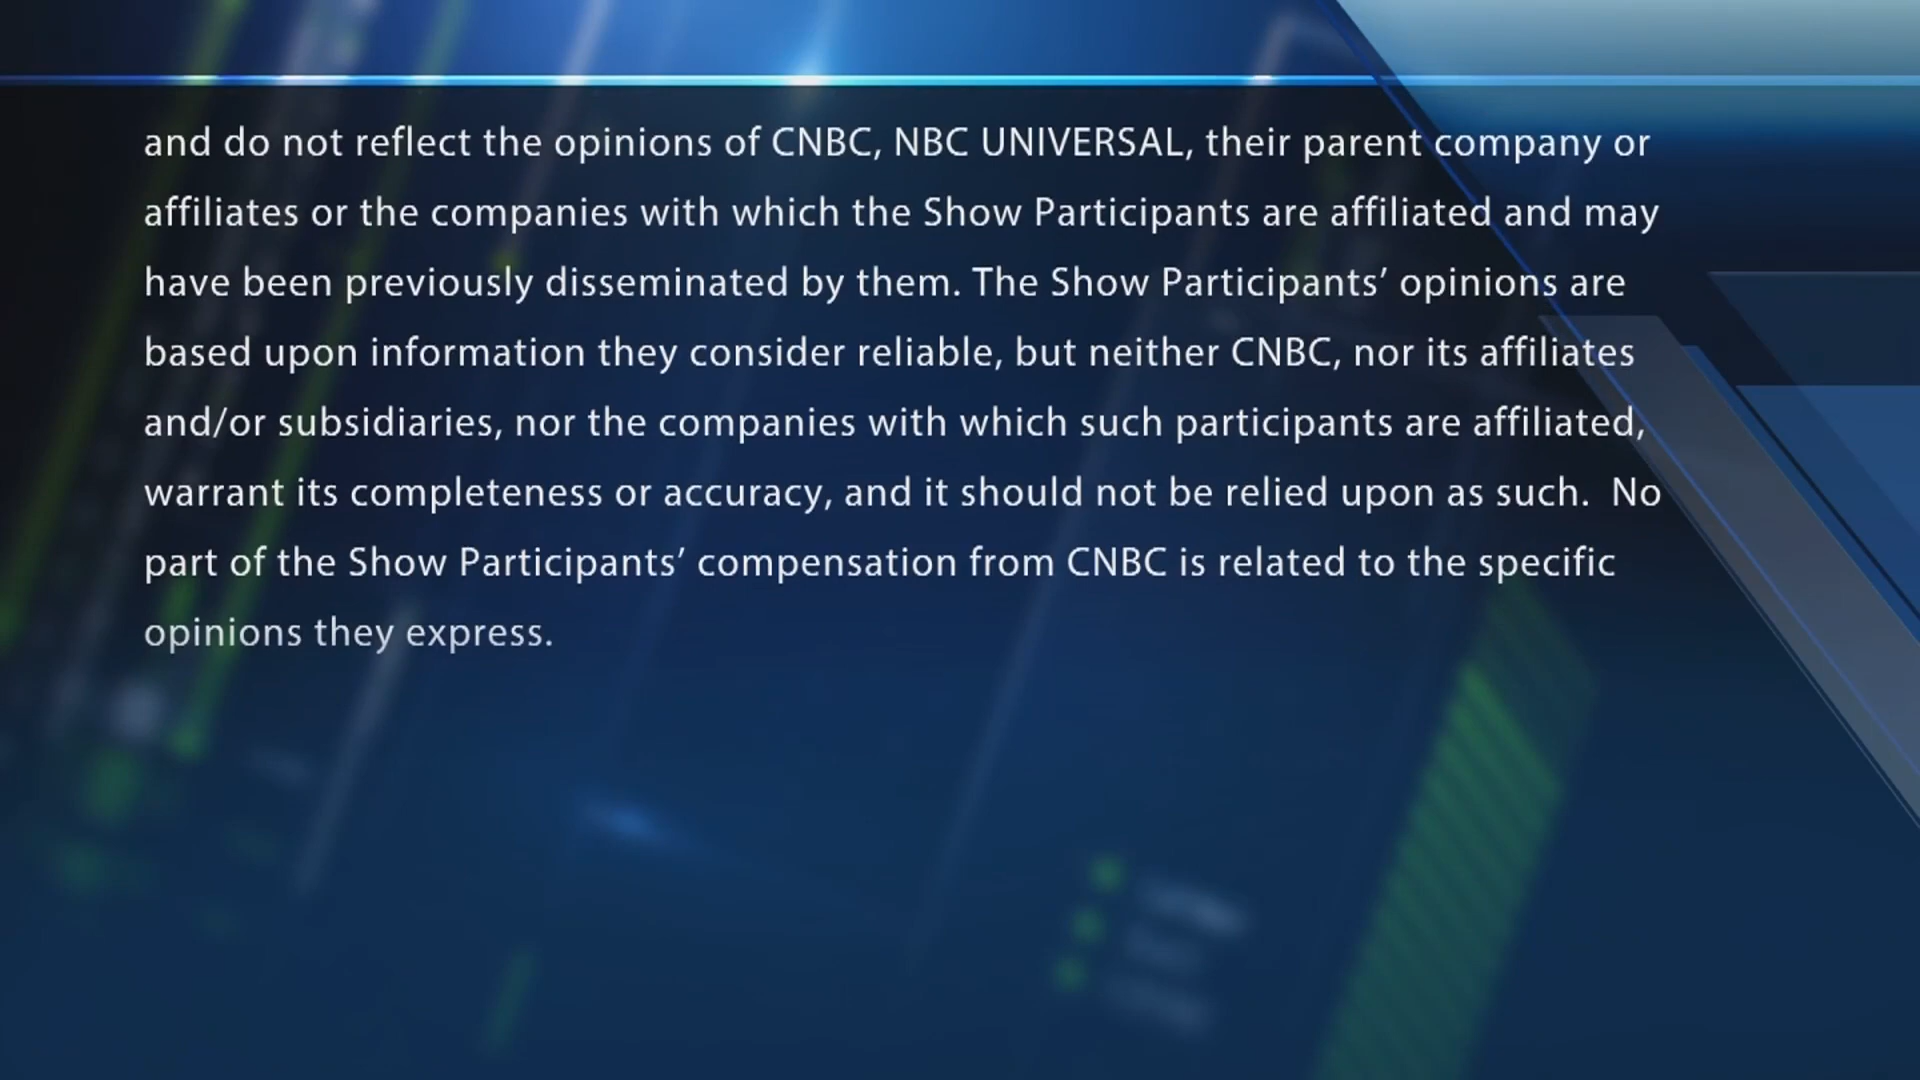 and do not reflect the opinions of CNBC, NBC UNIVERSAL, their parent company or
affiliates or the companies with which the Show Participants are affiliated and may
have been previously disseminated by them. The Show Participants’ opinions are
based upon information they consider reliable, but neither CNBC, nor its affiliates
and/or subsidiaries, nor the companies with which such participants are affiliated,
warrant its completeness or accuracy, and it should not be relied upon as such.  No
part of the Show Participants’ compensation from CNBC is related to the specific
opinions they express.